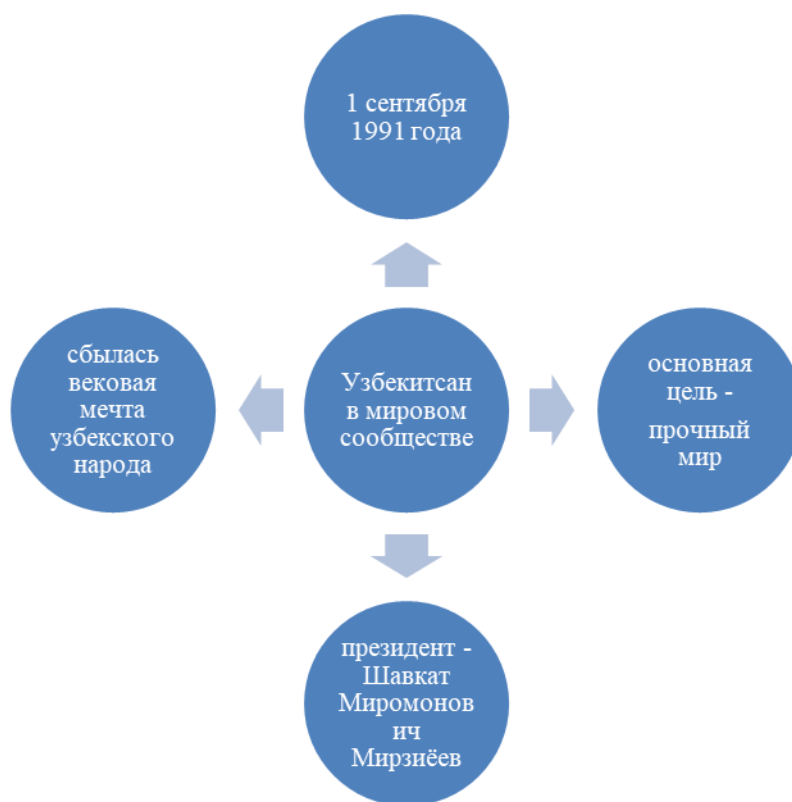 1 сентября
1991 года
сбылась
вековая
мечта
узбекского
народа
Узбекитсан
в мировом
сообществе
основная
цель -
прочный
мир
президент -
Шавкат
Миромонов
ич
Мирзиёев